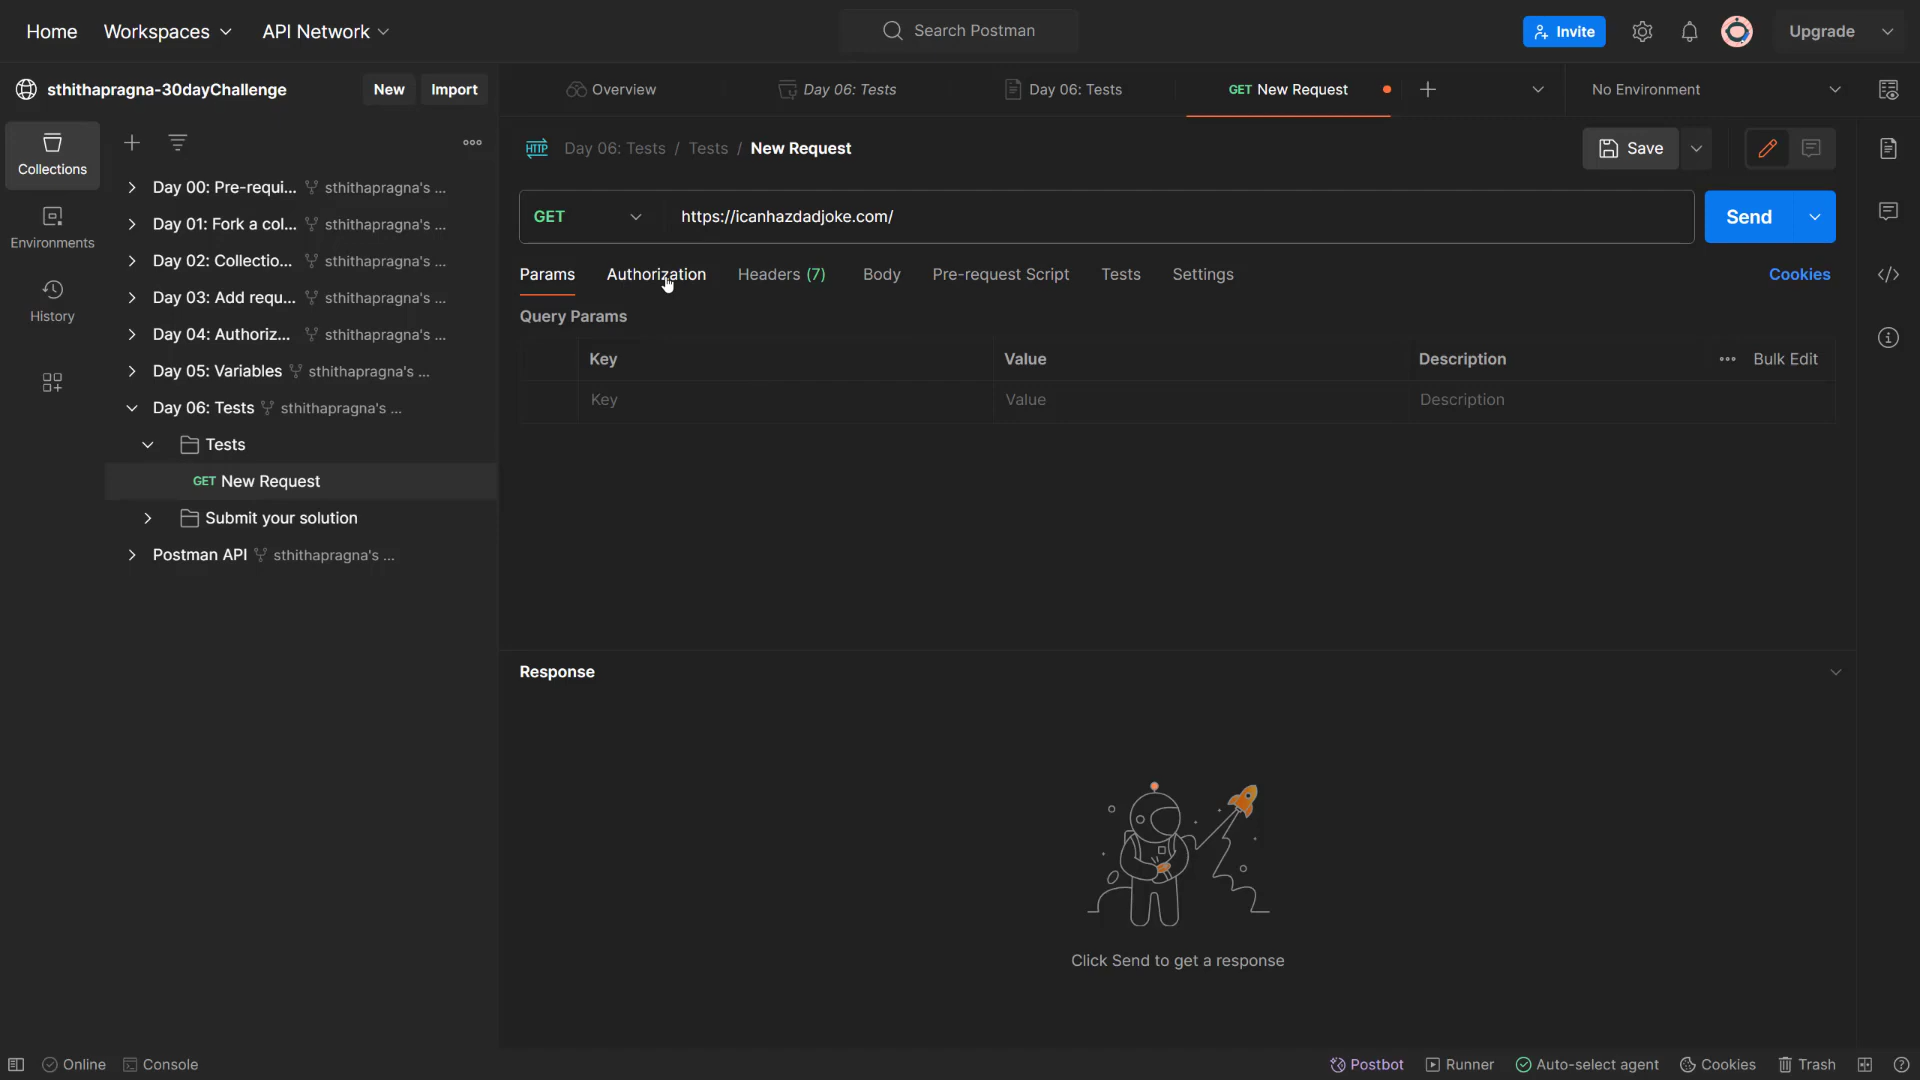 Home Workspaces API Network Search Postman Invite Upgrade
sthithapragna-30dayChallenge New Import
Overview Day 06: Tests Day 06: Tests GET New Request No Environment
Collections
Environments
History
Day 00: Pre-requi... sthithapragna's ...
Day 01: Fork a col... sthithapragna's ...
Day 02: Collectio... sthithapragna's ...
Day 03: Add requ... sthithapragna's ...
Day 04: Authoriz... sthithapragna's ...
Day 05: Variables sthithapragna's ...
Day 06: Tests sthithapragna's ...
Tests
GET New Request
Submit your solution
Postman API sthithapragna's ...
HTTP Day 06: Tests / Tests / New Request Save
GET https://icanhazdadjoke.com/ Send
Params Authorization Headers (7) Body Pre-request Script Tests Settings Cookies
Query Params
Key Value Description Bulk Edit
Key Value Description
Response
Click Send to get a response
Online Console Postbot Runner Auto-select agent Cookies Trash